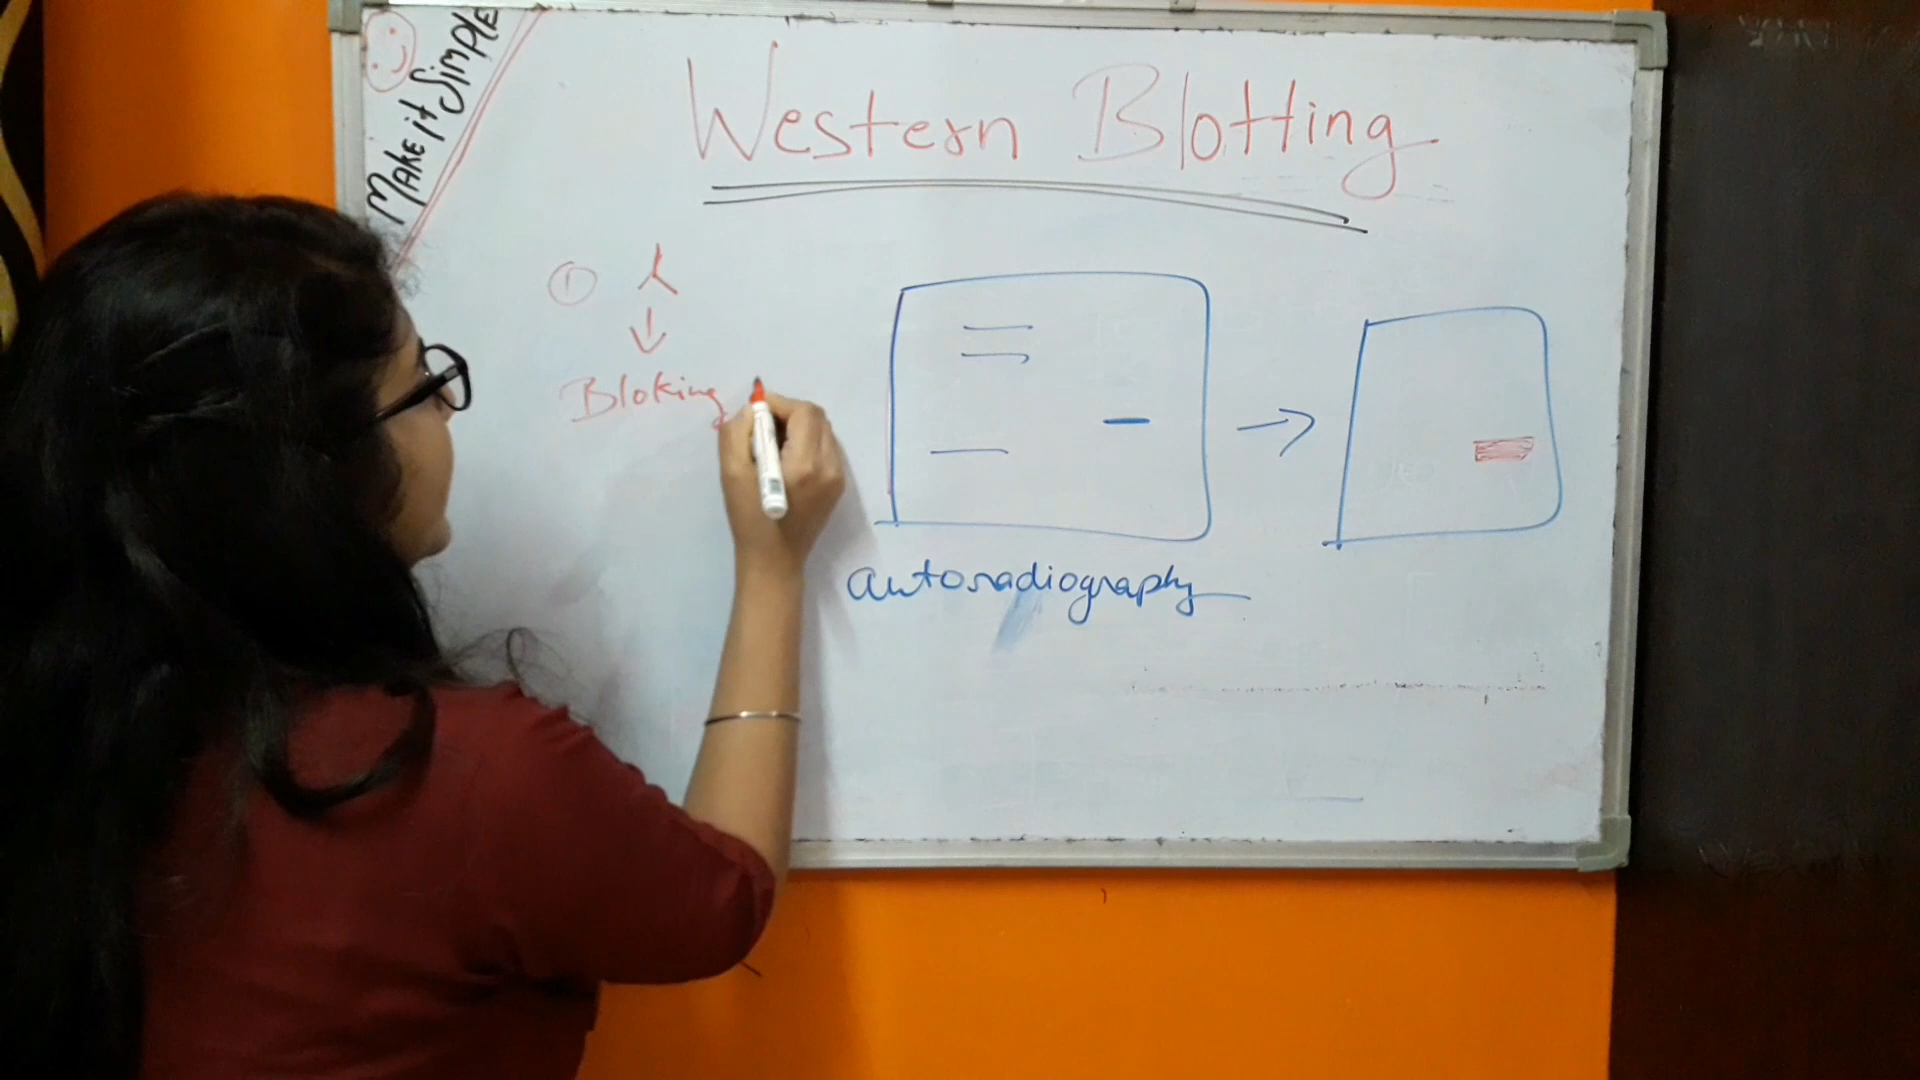 MAKE it SIMPLE
Western Blotting
①
Bloking
autoradiography